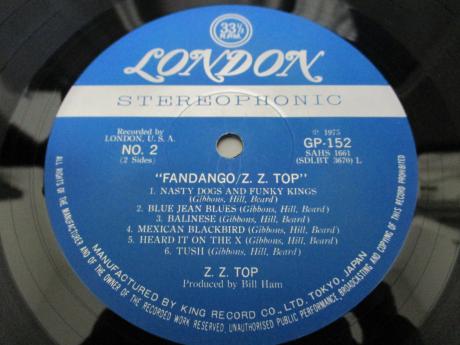 33⅓
R.P.M.
LONDON
STEREOPHONIC
Recorded by
LONDON, U. S. A.
NO. 2
(2 Sides)
℗ 1975
GP-152
SAHS 1661
(SDLBT 3670) L
"FANDANGO/Z. Z. TOP"
1. NASTY DOGS AND FUNKY KINGS
(Gibbons, Hill, Beard)
2. BLUE JEAN BLUES (Gibbons, Hill, Beard)
3. BALINESE (Gibbons, Hill, Beard)
4. MEXICAN BLACKBIRD (Gibbons, Hill, Beard)
5. HEARD IT ON THE X (Gibbons, Hill, Beard)
6. TUSH (Gibbons, Hill, Beard)
Z. Z. TOP
Produced by Bill Ham
MANUFACTURED BY KING RECORD CO., LTD. TOKYO, JAPAN
ALL RIGHTS OF THE MANUFACTURER AND OF THE OWNER OF THE RECORDED WORK RESERVED, UNAUTHORISED PUBLIC PERFORMANCE, BROADCASTING AND COPYING OF THIS RECORD PROHIBITED